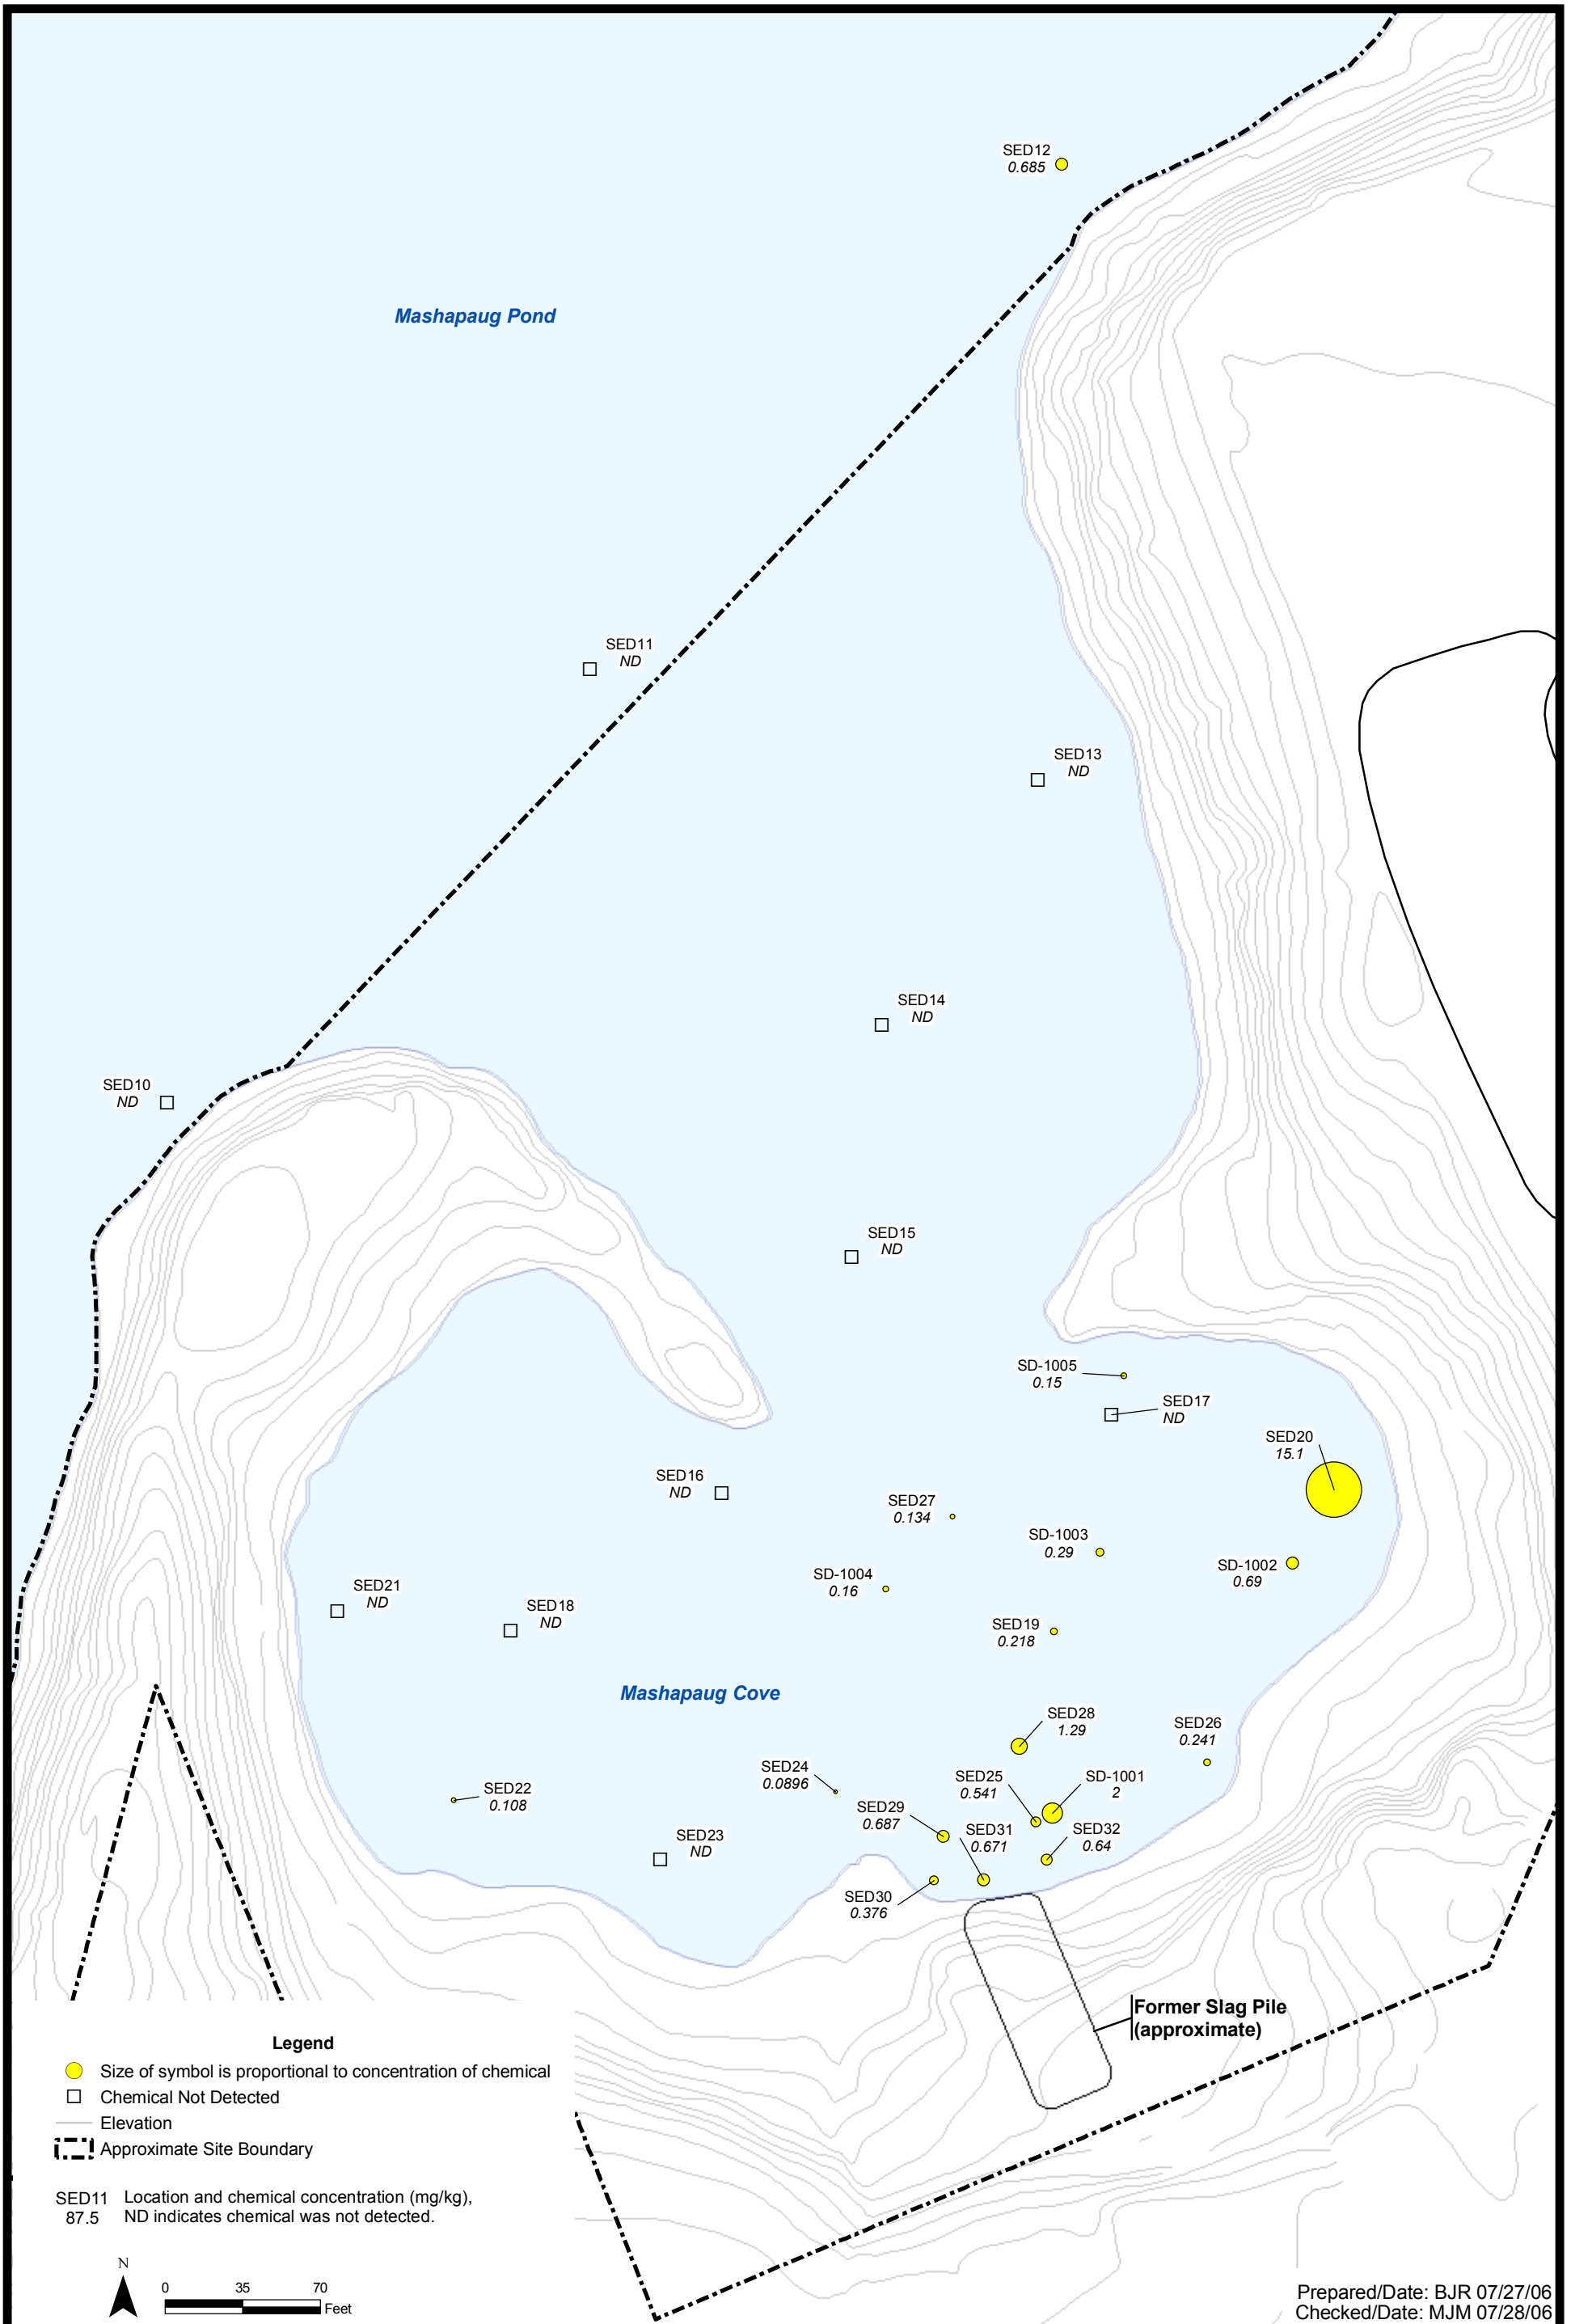 SED12
0.685
Mashapaug Pond
SED11
ND
SED13
ND
SED14
ND
SED10
ND
SED15
ND
SD-1005
0.15
SED17
ND
SED20
15.1
SED16
ND
SED27
0.134
SD-1003
0.29
SD-1002
0.69
SD-1004
0.16
SED21
ND
SED18
ND
SED19
0.218
Mashapaug Cove
SED28
1.29
SED26
0.241
SED24
0.0896
SED25
0.541
SD-1001
2
SED22
0.108
SED29
0.687
SED31
0.671
SED32
0.64
SED23
ND
SED30
0.376
Former Slag Pile
(approximate)
Legend
Size of symbol is proportional to concentration of chemical
Chemical Not Detected
Elevation
Approximate Site Boundary
SED11 Location and chemical concentration (mg/kg),
87.5 ND indicates chemical was not detected.
N
0 35 70
Feet
Prepared/Date: BJR 07/27/06
Checked/Date: MJM 07/28/06